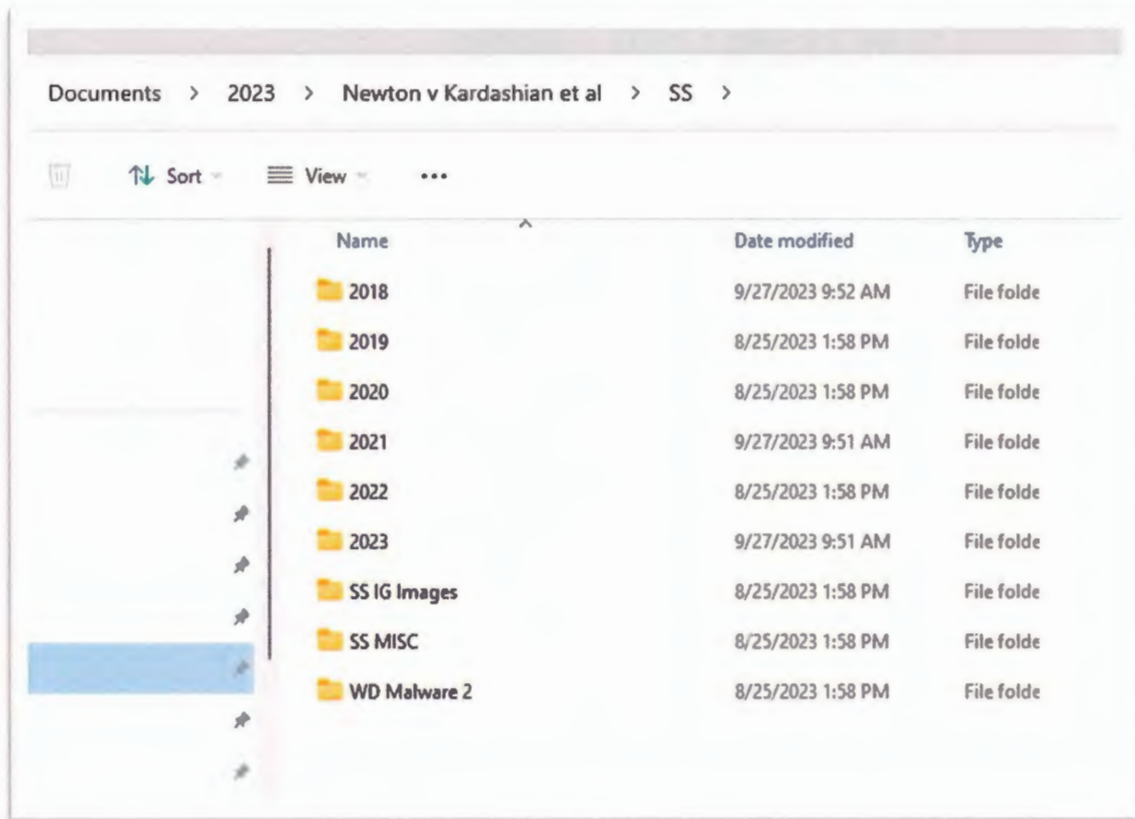 Documents > 2023 > Newton v Kardashian et al > SS >
Sort View •••
Name Date modified Type
2018 9/27/2023 9:52 AM File folde
2019 8/25/2023 1:58 PM File folde
2020 8/25/2023 1:58 PM File folde
2021 9/27/2023 9:51 AM File folde
2022 8/25/2023 1:58 PM File folde
2023 9/27/2023 9:51 AM File folde
SS IG Images 8/25/2023 1:58 PM File folde
SS MISC 8/25/2023 1:58 PM File folde
WD Malware 2 8/25/2023 1:58 PM File folde